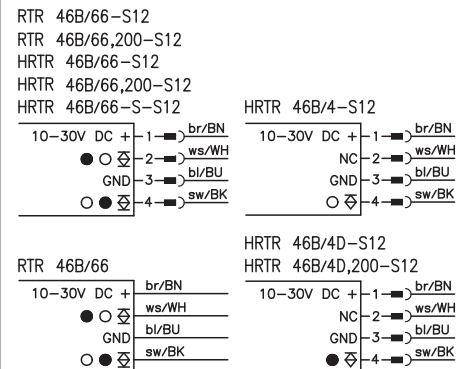 RTR 46B/66-S12
RTR 46B/66,200-S12
HRTR 46B/66-S12
HRTR 46B/66,200-S12
HRTR 46B/66-S-S12
10-30V DC + 1 br/BN
2 ws/WH
GND 3 bl/BU
4 sw/BK
HRTR 46B/4-S12
10-30V DC + 1 br/BN
NC 2 ws/WH
GND 3 bl/BU
4 sw/BK
RTR 46B/66
10-30V DC + br/BN
ws/WH
GND bl/BU
sw/BK
HRTR 46B/4D-S12
HRTR 46B/4D,200-S12
10-30V DC + 1 br/BN
NC 2 ws/WH
GND 3 bl/BU
4 sw/BK